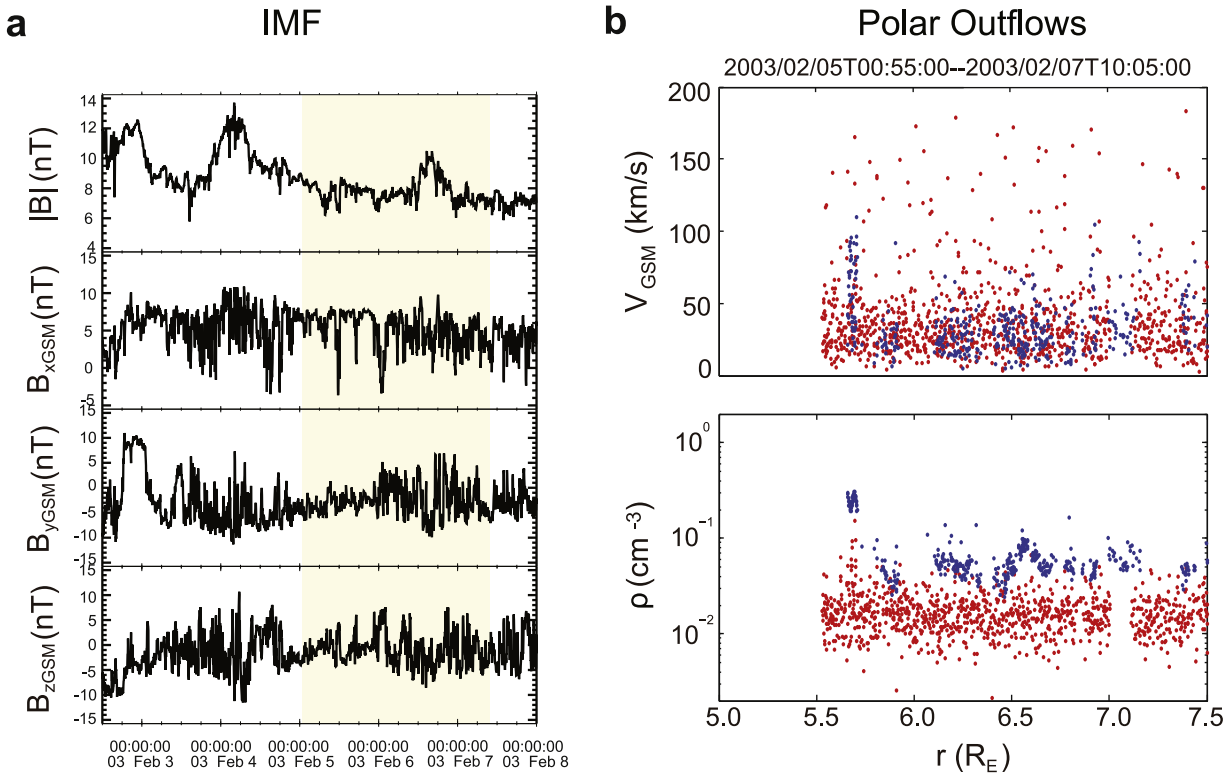 a
IMF
|B| (nT)
14
12
10
8
6
4
BxGSM (nT)
15
10
5
0
-5
ByGSM (nT)
15
10
5
0
-5
-10
-15
BzGSM (nT)
15
10
5
0
-5
-10
-15
00:00:00 00:00:00 00:00:00 00:00:00 00:00:00 00:00:00
03 Feb 3 03 Feb 4 03 Feb 5 03 Feb 6 03 Feb 7 03 Feb 8
b
Polar Outflows
2003/02/05T00:55:00--2003/02/07T10:05:00
VGSM (km/s)
200
150
100
50
0
ρ (cm⁻³)
10⁰
10⁻¹
10⁻²
5.0 5.5 6.0 6.5 7.0 7.5
r (RE)